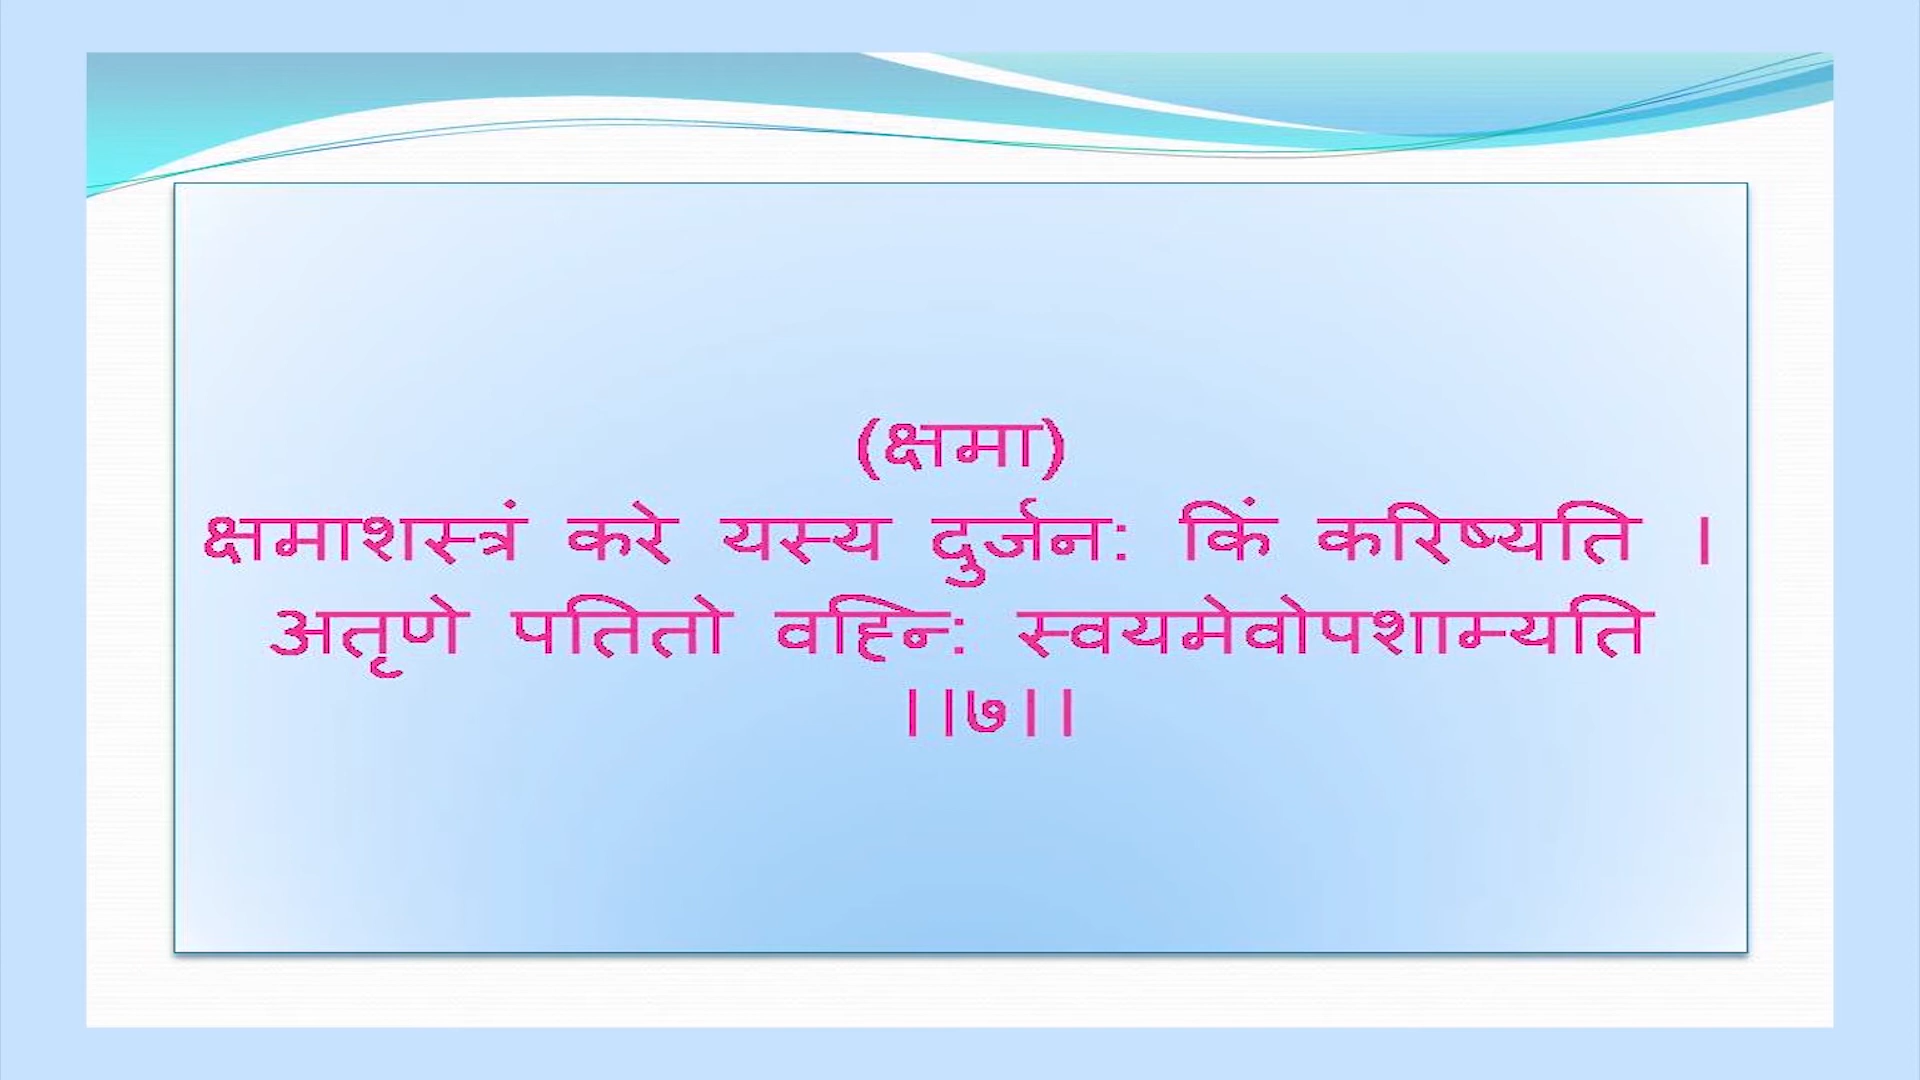 (क्षमा)
क्षमाशस्त्रं करे यस्य दुर्जन: किं करिष्यति ।
अतृणे पतितो वह्नि: स्वयमेवोपशाम्यति
।।७।।